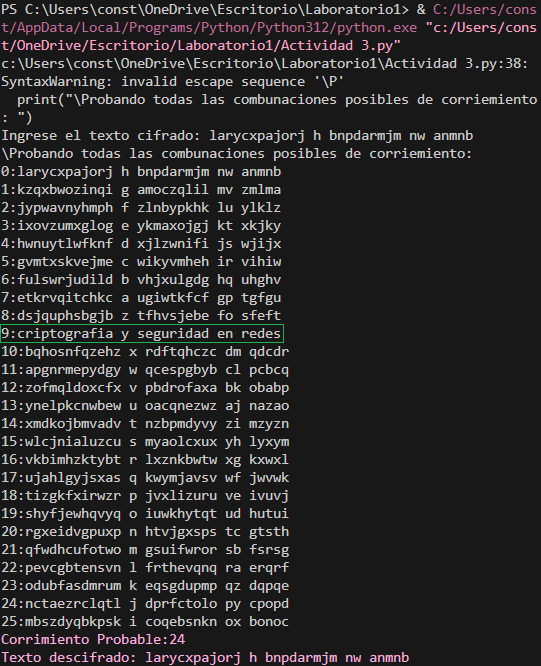 PS C:\Users\const\OneDrive\Escritorio\Laboratorio1> & C:/Users/cons
t/AppData/Local/Programs/Python/Python312/python.exe "c:/Users/cons
t/OneDrive/Escritorio/Laboratorio1/Actividad 3.py"
c:\Users\const\OneDrive\Escritorio\Laboratorio1\Actividad 3.py:38:
SyntaxWarning: invalid escape sequence '\P'
  print("\Probando todas las combunaciones posibles de corriemiento
: ")
Ingrese el texto cifrado: larycxpajorj h bnpdarmjm nw anmnb
\Probando todas las combunaciones posibles de corriemiento:
0:larycxpajorj h bnpdarmjm nw anmnb
1:kzqxbwozinqi g amoczqlil mv zmlma
2:jypwavnyhmph f zlnbypkhk lu ylklz
3:ixovzumxglog e ykmaxojgj kt xkjky
4:hwnuytlwfknf d xjlzwnifi js wjijx
5:gvmtxskvejme c wikyvmheh ir vihiw
6:fulswrjudild b vhjxulgdg hq uhghv
7:etkrvqitchkc a ugiwtkfcf gp tgfgu
8:dsjquphsbgjb z tfhvsjebe fo sfeft
9:criptografia y seguridad en redes
10:bqhosnfqzehz x rdftqhczc dm qdcdr
11:apgnrmepydgy w qcespgbyb cl pcbcq
12:zofmqldoxcfx v pbdrofaxa bk obabp
13:ynelpkcnwbew u oacqnezwz aj nazao
14:xmdkojbmvadv t nzbpmdyvy zi mzyzn
15:wlcjnialuzcu s myaolcxux yh lyxym
16:vkbimhzktybt r lxznkbwtw xg kxwxl
17:ujahlgyjsxas q kwymjavsv wf jwvwk
18:tizgkfxirwzr p jvxlizuru ve ivuvj
19:shyfjewhqvyq o iuwkhytqt ud hutui
20:rgxeidvgpuxp n htvjgxsps tc gtsth
21:qfwdhcufotwo m gsuifwror sb fsrsg
22:pevcgbtensvn l frthevqnq ra erqrf
23:odubfasdmrum k eqsgdupmp qz dqpqe
24:nctaezrclqtl j dprfctolo py cpopd
25:mbszdyqbkpsk i coqebsnkn ox bonoc
Corrimiento Probable:24
Texto descifrado: larycxpajorj h bnpdarmjm nw anmnb